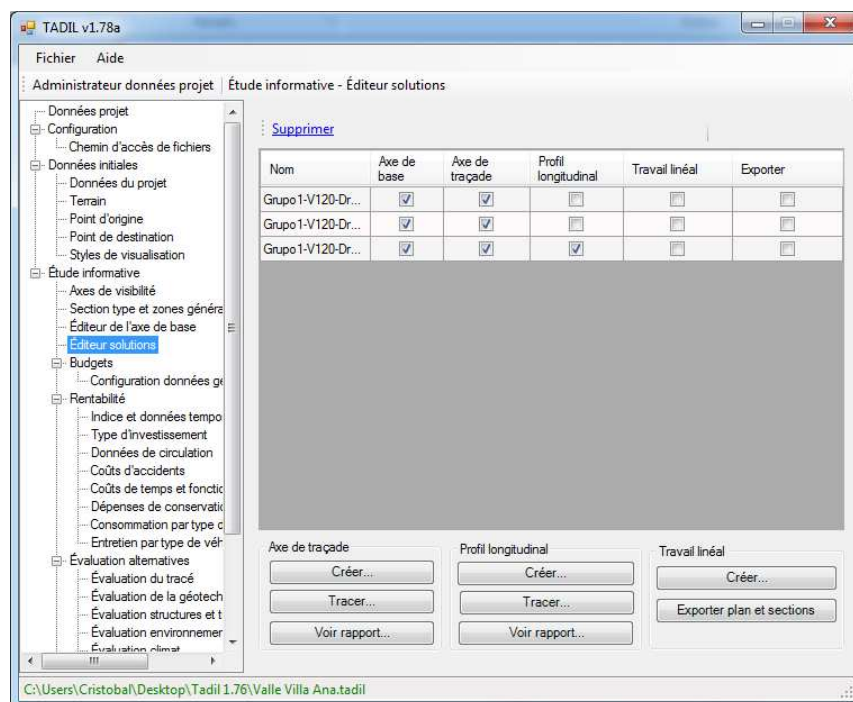 TADIL v1.78a
Fichier Aide
Administrateur données projet Étude informative - Éditeur solutions
Données projet
Configuration
Chemin d'accès de fichiers
Données initiales
Données du projet
Terrain
Point d'origine
Point de destination
Styles de visualisation
Étude informative
Axes de visibilité
Section type et zones généra
Éditeur de l'axe de base
Éditeur solutions
Budgets
Configuration données gé
Rentabilité
Indice et données tempo
Type d'investissement
Données de circulation
Coûts d'accidents
Coûts de temps et fonctio
Dépenses de conservatio
Consommation par type d
Entretien par type de véh
Évaluation alternatives
Évaluation du tracé
Évaluation de la géotech
Évaluation structures et t
Évaluation environnemer
Évaluation climat
Supprimer
Nom Axe de base Axe de traçade Profil longitudinal Travail linéal Exporter
Grupo1-V120-Dr...
Grupo1-V120-Dr...
Grupo1-V120-Dr...
Axe de traçade
Créer...
Tracer...
Voir rapport...
Profil longitudinal
Créer...
Tracer...
Voir rapport...
Travail linéal
Créer...
Exporter plan et sections
C:\Users\Cristobal\Desktop\Tadil 1.76\Valle Villa Ana.tadil